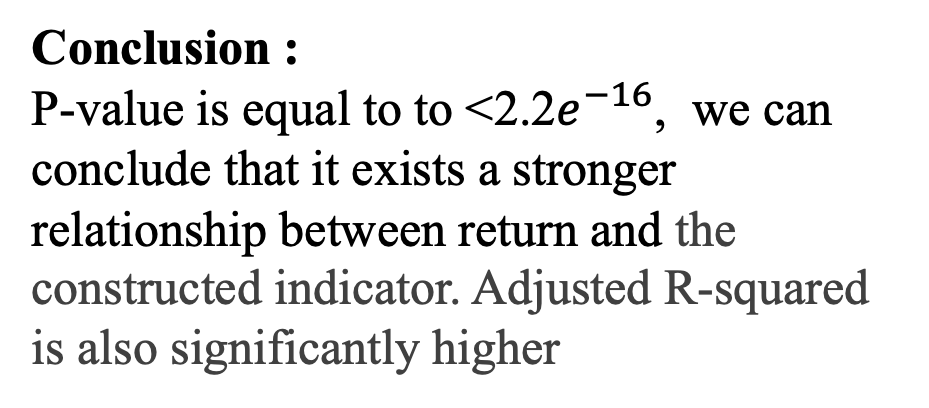 Conclusion :
P-value is equal to to <2.2e⁻¹⁶, we can
conclude that it exists a stronger
relationship between return and the
constructed indicator. Adjusted R-squared
is also significantly higher